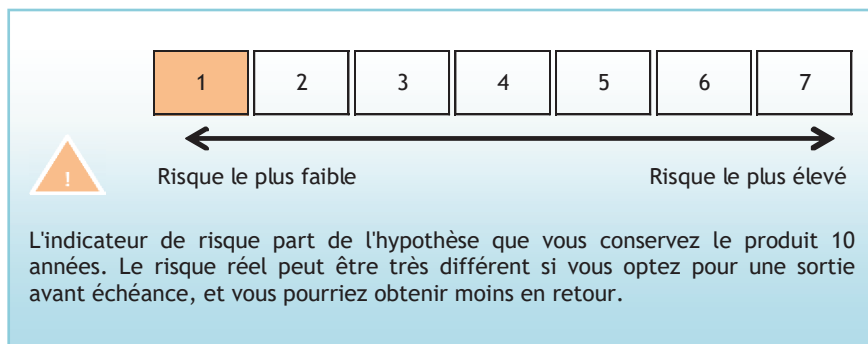 1 2 3 4 5 6 7
!
Risque le plus faible Risque le plus élevé
L'indicateur de risque part de l'hypothèse que vous conservez le produit 10
années. Le risque réel peut être très différent si vous optez pour une sortie
avant échéance, et vous pourriez obtenir moins en retour.